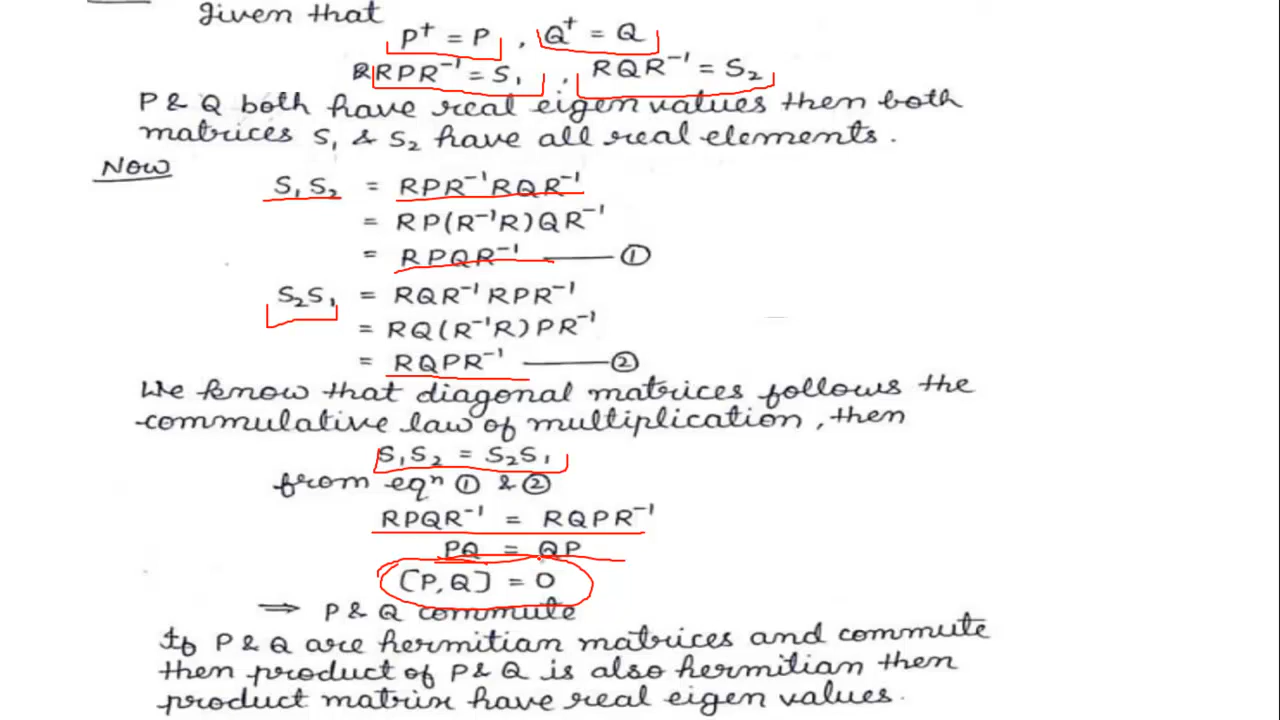 Given that
P† = P , Q† = Q
RPR⁻¹ = S₁ , RQR⁻¹ = S₂
P & Q both have real eigen values then both
matrices S₁ & S₂ have all real elements.
Now
S₁S₂ = RPR⁻¹RQR⁻¹
= RP(R⁻¹R)QR⁻¹
= RPQR⁻¹ —— ①
S₂S₁ = RQR⁻¹RPR⁻¹
= RQ(R⁻¹R)PR⁻¹
= RQPR⁻¹ —— ②
We know that diagonal matrices follows the
commulative law of multiplication, then
S₁S₂ = S₂S₁
from eqⁿ ① & ②
RPQR⁻¹ = RQPR⁻¹
PQ = QP
[P,Q] = 0
⇒ P & Q commute
If P & Q are hermitian matrices and commute
then product of P & Q is also hermitian then
product matrix have real eigen values.